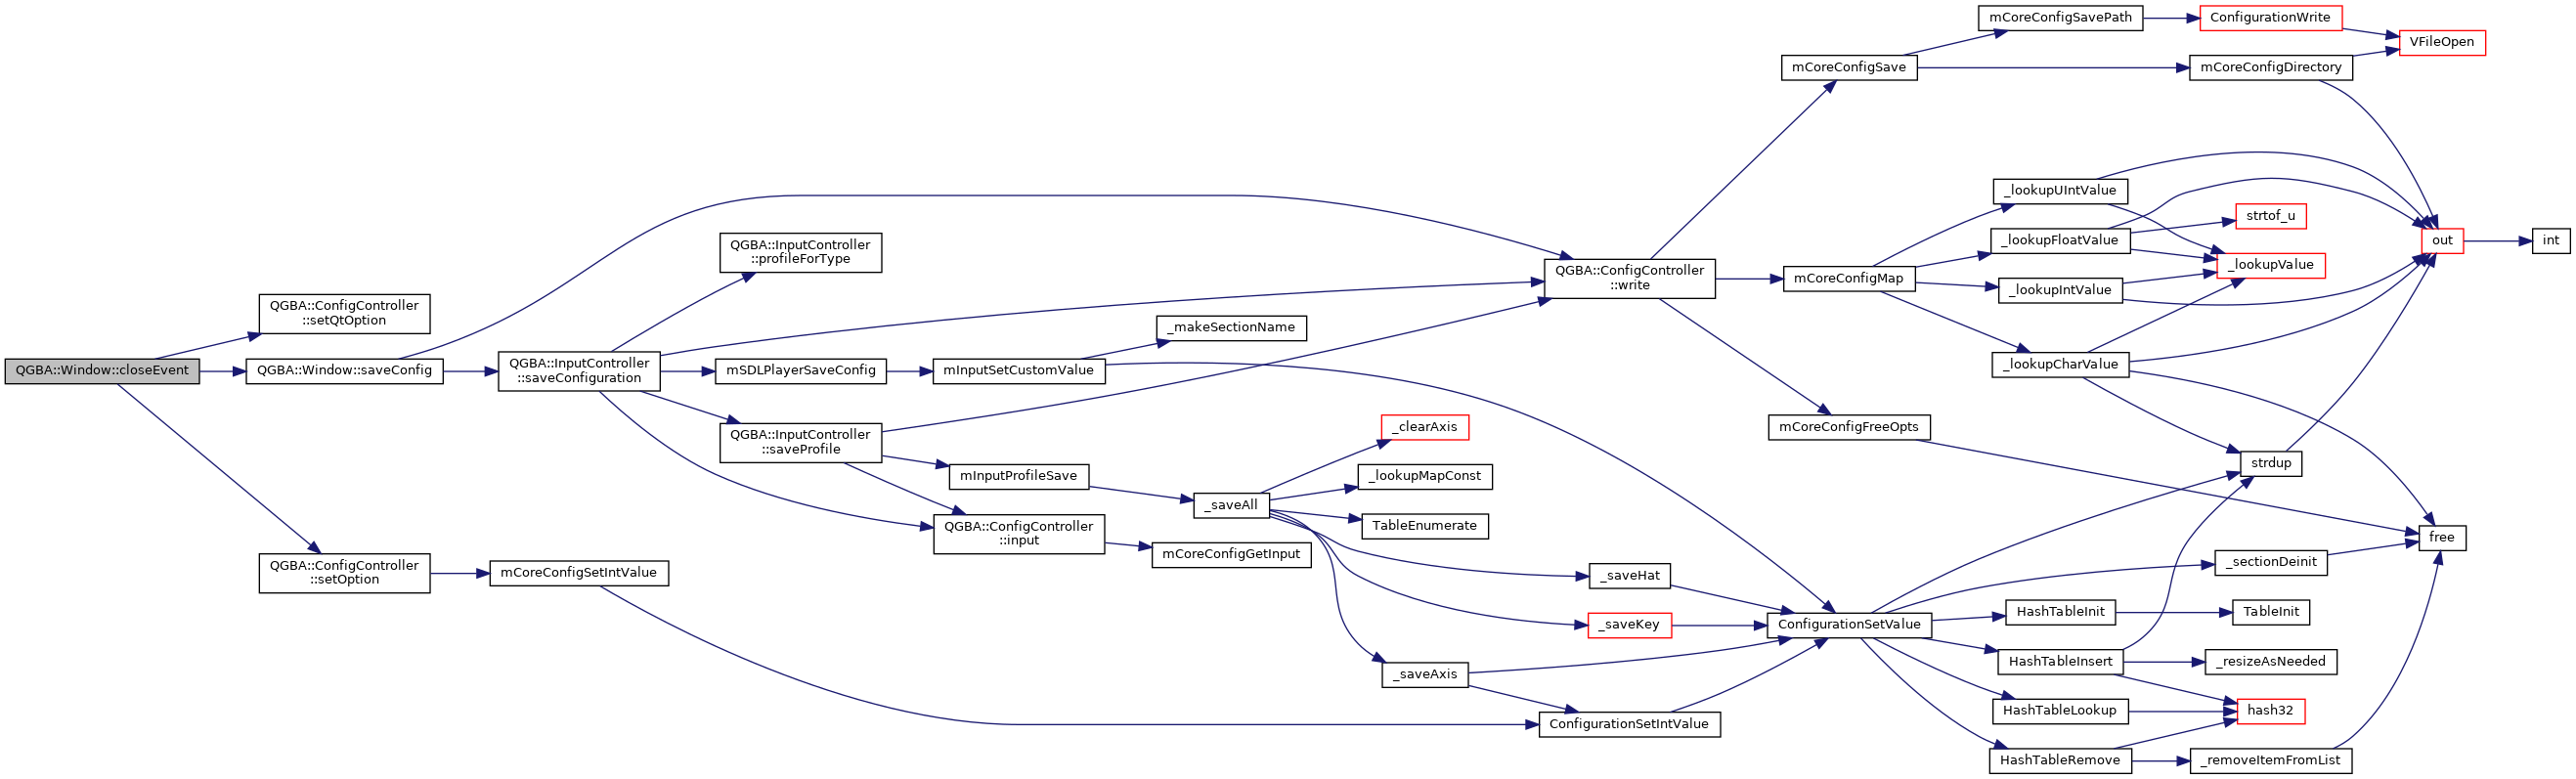 QGBA::Window::closeEvent
QGBA::ConfigController
::setQtOption
QGBA::Window::saveConfig
QGBA::ConfigController
::setOption
mCoreConfigSetIntValue
QGBA::InputController
::saveConfiguration
QGBA::InputController
::profileForType
mSDLPlayerSaveConfig
QGBA::InputController
::saveProfile
mInputSetCustomValue
_makeSectionName
mInputProfileSave
QGBA::ConfigController
::input
mCoreConfigGetInput
_saveAll
_clearAxis
_lookupMapConst
TableEnumerate
_saveHat
_saveKey
_saveAxis
ConfigurationSetIntValue
QGBA::ConfigController
::write
mCoreConfigSave
mCoreConfigMap
mCoreConfigFreeOpts
ConfigurationSetValue
mCoreConfigSavePath
ConfigurationWrite
VFileOpen
mCoreConfigDirectory
_lookupUIntValue
_lookupFloatValue
strtof_u
_lookupValue
_lookupIntValue
_lookupCharValue
out
int
strdup
free
_sectionDeinit
HashTableInit
TableInit
HashTableInsert
_resizeAsNeeded
HashTableLookup
hash32
HashTableRemove
_removeItemFromList